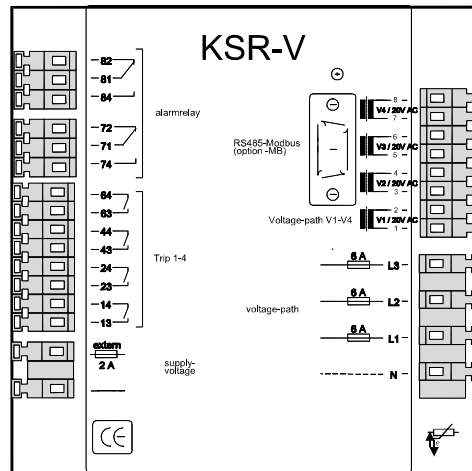 KSR-V
82
81
84
alarmrelay
72
71
74
64
63
44
43
24
23
14
13
Trip 1-4
extern
2 A
supply-
voltage
CE
RS485-Modbus
(option -MB)
8
V4 / 20V AC
7
6
V3 / 20V AC
5
4
V2 / 20V AC
3
2
V1 / 20V AC
1
Voltage-path V1-V4
6 A
L3
6 A
L2
voltage-path
6 A
L1
N